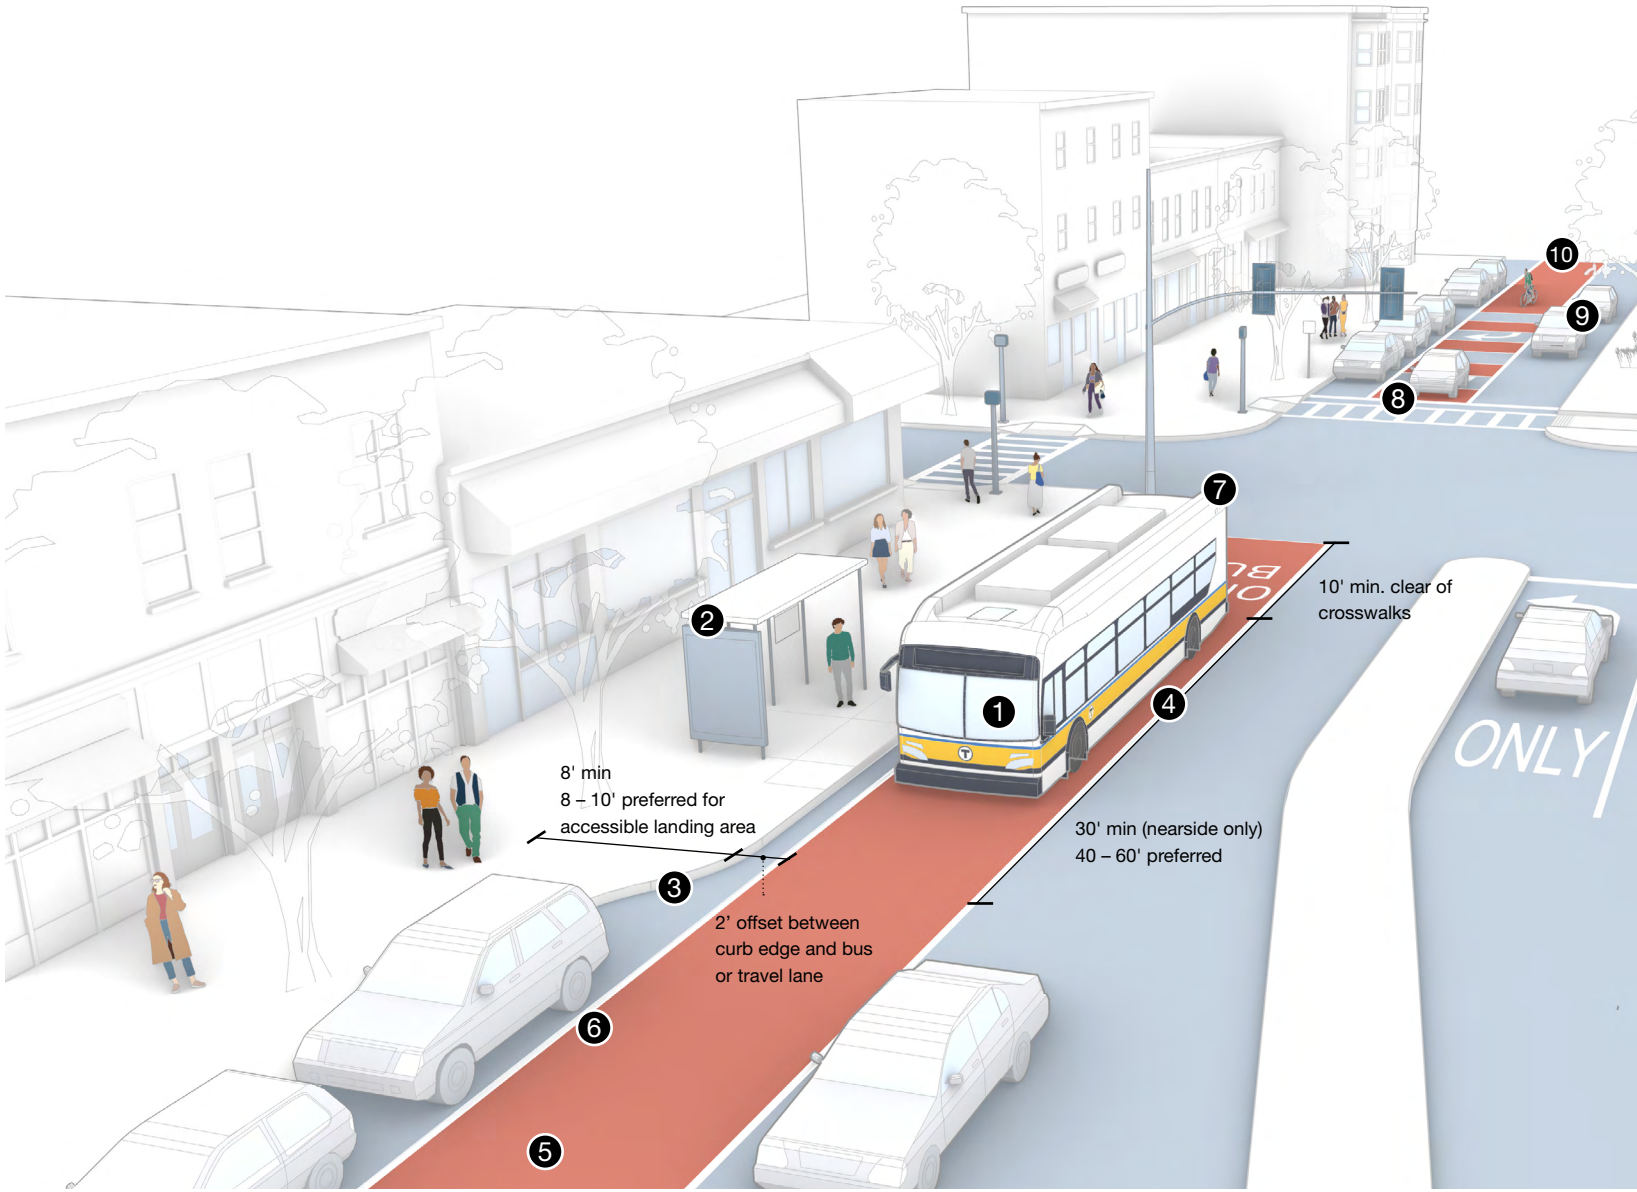 10
9
8
7
ONLY
BUS
10' min. clear of
crosswalks
2
4
1
T
ONLY
8' min
8 – 10' preferred for
accessible landing area
30' min (nearside only)
40 – 60' preferred
3
2’ offset between
curb edge and bus
or travel lane
6
5